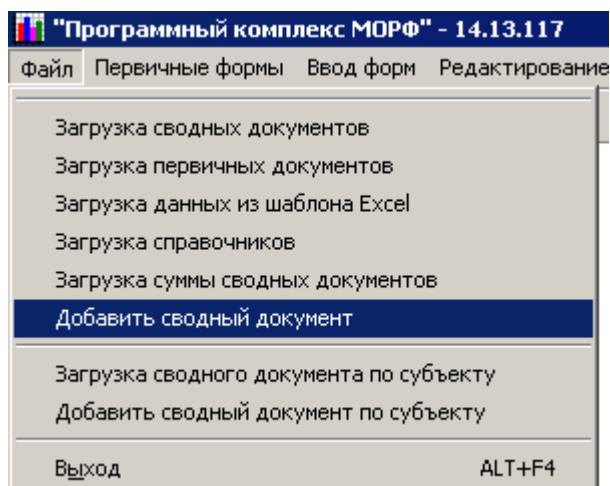 "Программный комплекс МОРФ" - 14.13.117
Файл Первичные формы Ввод форм Редактирование
Загрузка сводных документов
Загрузка первичных документов
Загрузка данных из шаблона Excel
Загрузка справочников
Загрузка суммы сводных документов
Добавить сводный документ
Загрузка сводного документа по субъекту
Добавить сводный документ по субъекту
Выход ALT+F4